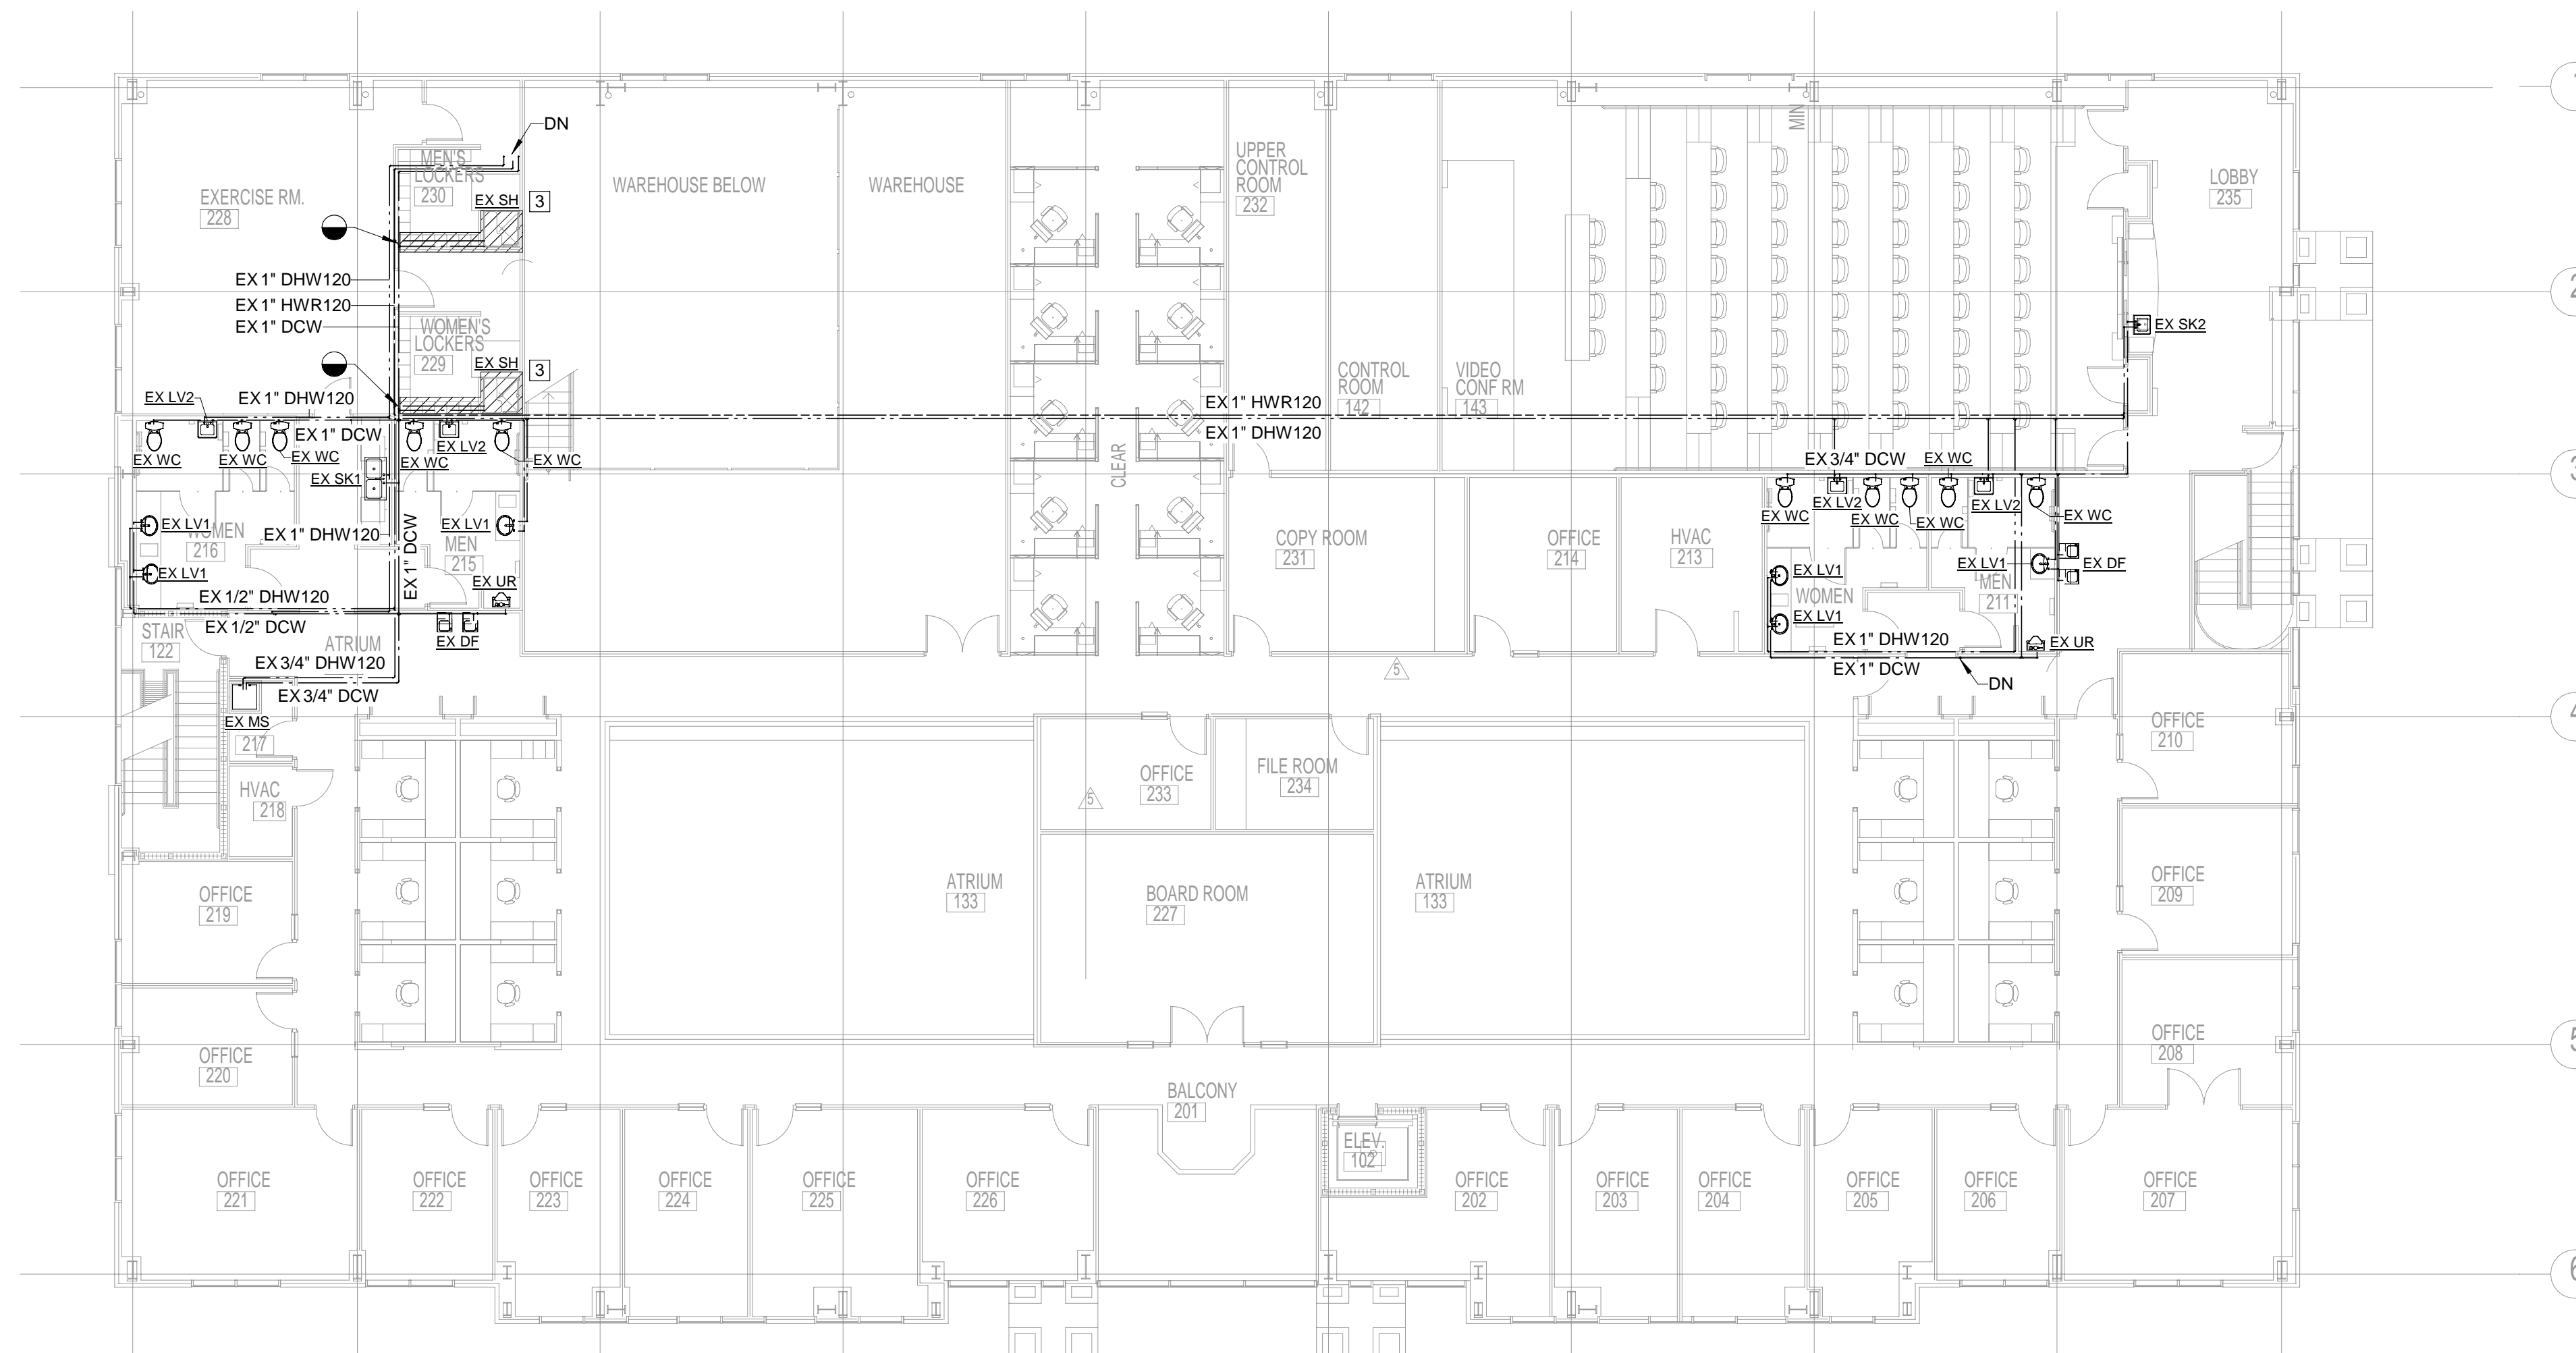 DN
MIN
MEN'S
LOCKERS
230
EX SH
3
EXERCISE RM.
228
WAREHOUSE BELOW
WAREHOUSE
UPPER
CONTROL
ROOM
232
LOBBY
235
EX 1" DHW120
EX 1" HWR120
EX 1" DCW
WOMEN'S
LOCKERS
229
EX SH
3
EX SK2
CONTROL
ROOM
142
VIDEO
CONF RM
143
EX LV2
EX 1" DHW120
EX 1" HWR120
EX 1" DCW
EX 1" DHW120
EX LV2
EX WC
EX WC
EX WC
EX WC
EX WC
EX SK1
CLEAR
EX 3/4" DCW
EX WC
EX LV2
EX LV2
EX WC
EX WC
EX WC
EX WC
EX LV1
WOMEN
216
EX 1" DHW120
EX 1" DCW
EX LV1
MEN
215
EX LV1
EX UR
COPY ROOM
231
OFFICE
214
HVAC
213
EX LV1
EX LV1
EX DF
WOMEN
MEN
211
EX LV1
EX 1/2" DHW120
EX 1/2" DCW
STAIR
122
ATRIUM
EX DF
EX 1" DHW120
EX UR
EX 3/4" DHW120
EX 3/4" DCW
5
EX 1" DCW
DN
EX MS
217
HVAC
218
OFFICE
233
FILE ROOM
234
5
OFFICE
210
OFFICE
219
ATRIUM
133
BOARD ROOM
227
ATRIUM
133
OFFICE
209
OFFICE
220
OFFICE
208
BALCONY
201
ELEV.
102
OFFICE
221
OFFICE
222
OFFICE
223
OFFICE
224
OFFICE
225
OFFICE
226
OFFICE
202
OFFICE
203
OFFICE
204
OFFICE
205
OFFICE
206
OFFICE
207